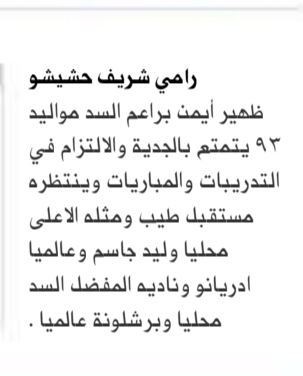 رامي شريف حشيشو
ظهير أيمن براعم السد مواليد
٩٣ يتمتع بالجدية والالتزام في
التدريبات والمباريات وينتظره
مستقبل طيب ومثله الاعلى
محليا وليد جاسم وعالميا
ادريانو وناديه المفضل السد
محليا وبرشلونة عالميا .